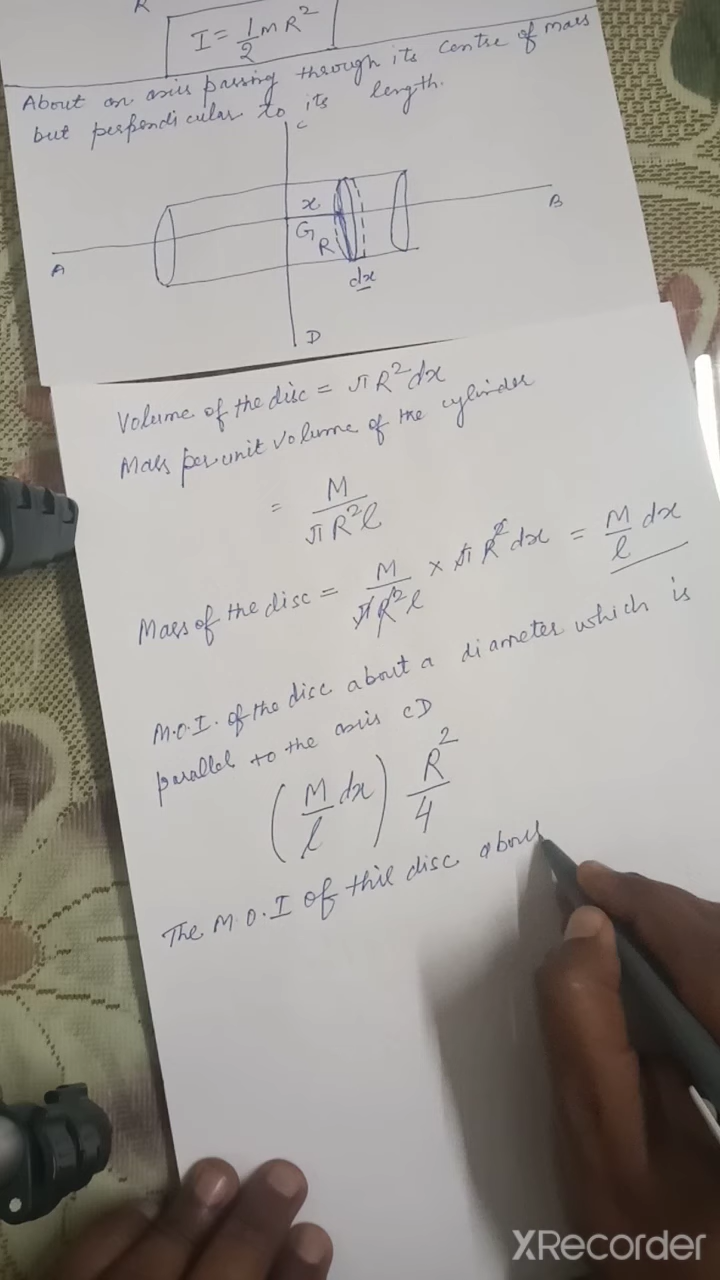 R
I = 1/2 MR²
About an axis passing through its centre of mass
but perpendicular to its length.
C
x
B
G
R
A
dx
D
Volume of the disc = πR²dx
Mass per unit volume of the cylinder
= M/πR²l
Mass of the disc = M/πR²l × πR²dx = M/l dx
M.O.I. of the disc about a diameter which is
parallel to the axis CD
(M/l dx) R²/4
The M.O.I of this disc about
XRecorder